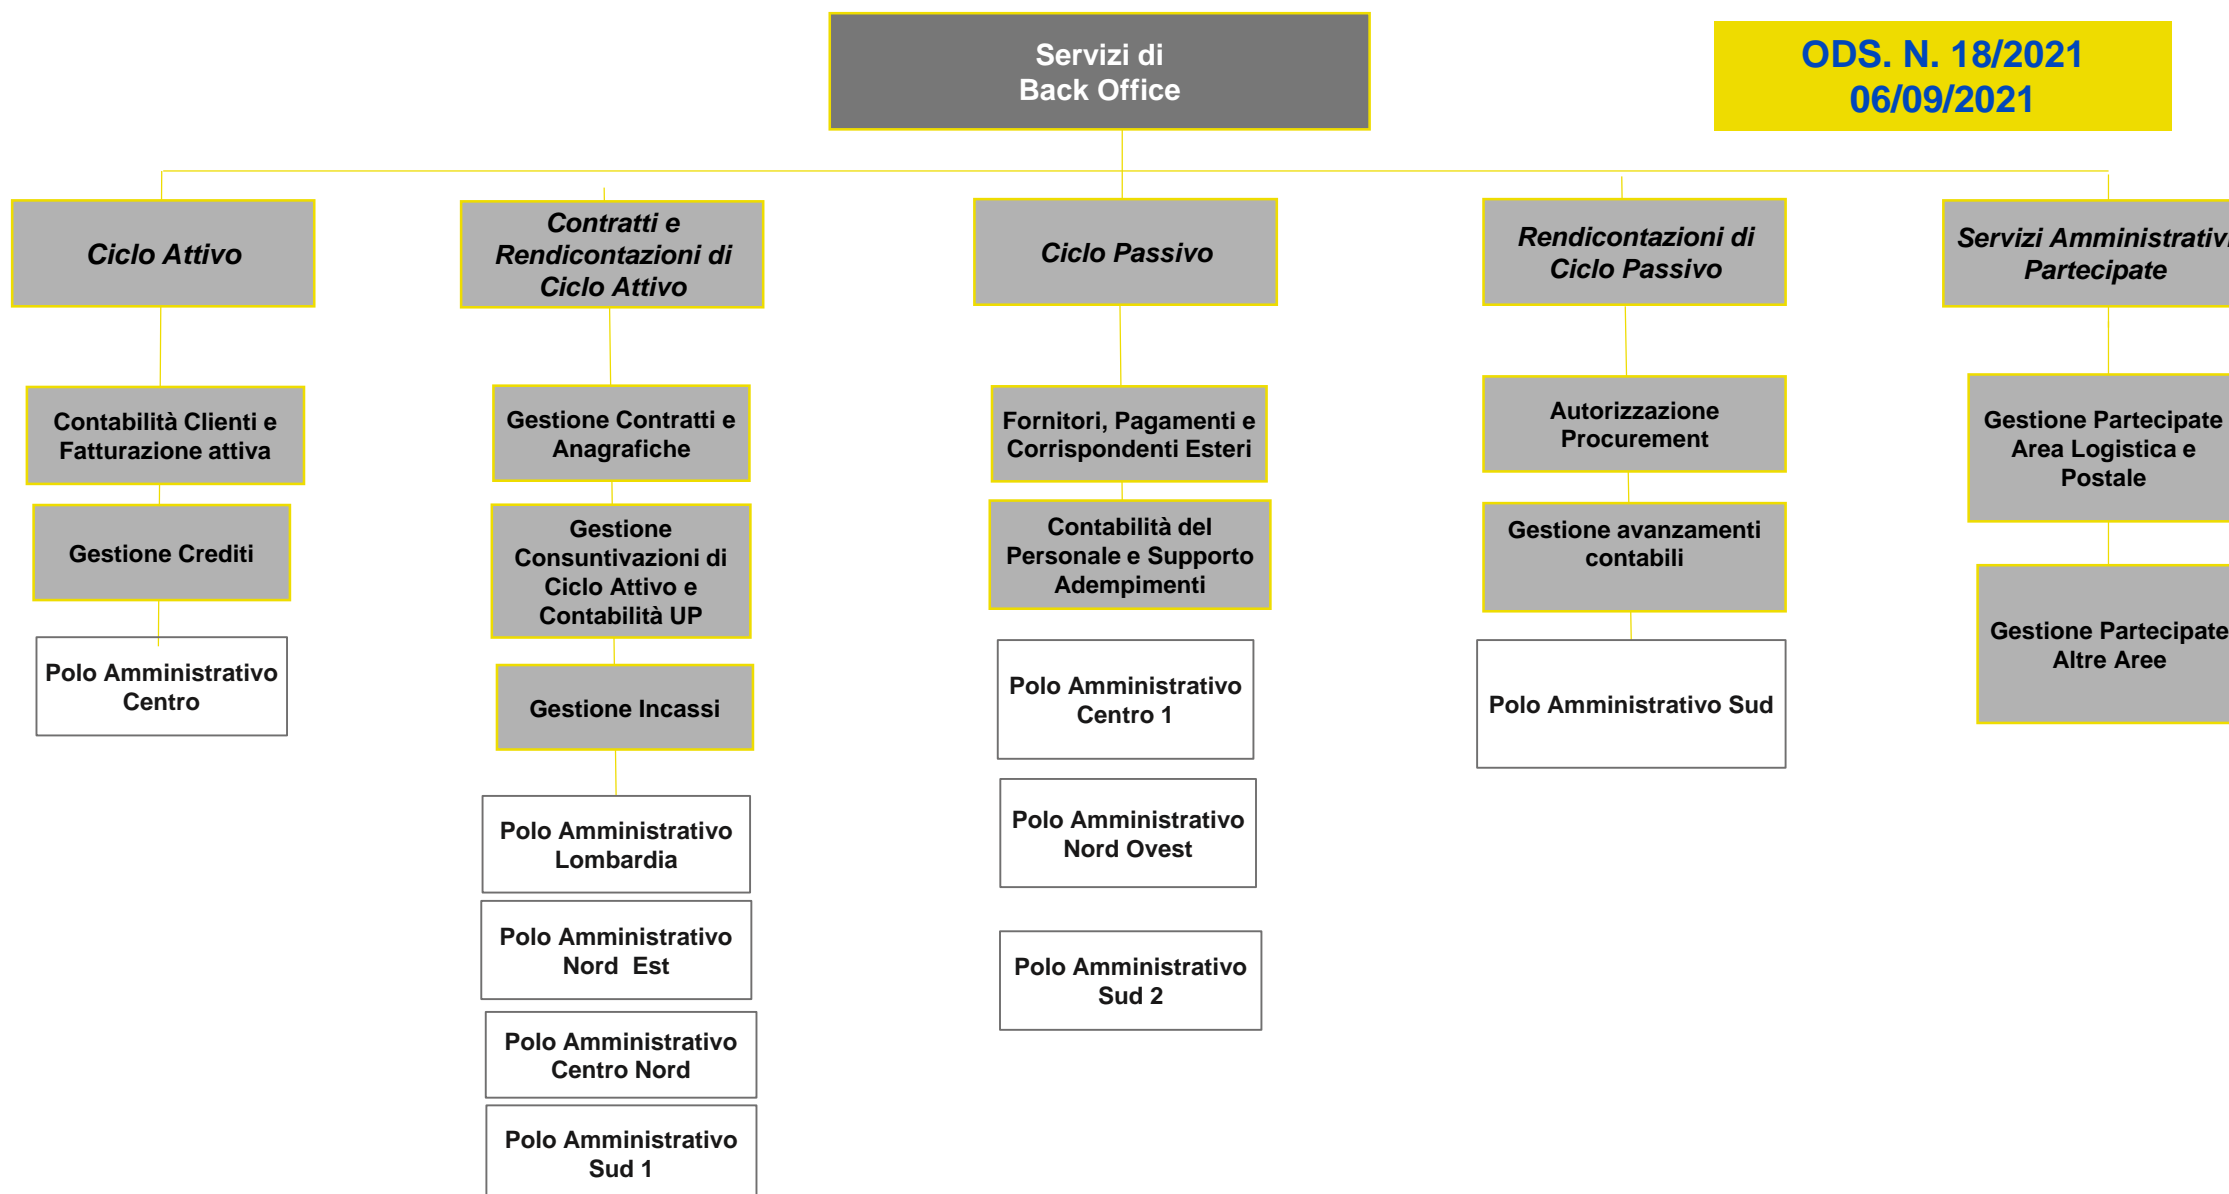 Servizi di
Back Office
ODS. N. 18/2021
06/09/2021
Ciclo Attivo
Contratti e
Rendicontazioni di
Ciclo Attivo
Ciclo Passivo
Rendicontazioni di
Ciclo Passivo
Servizi Amministrativi
Partecipate
Contabilità Clienti e
Fatturazione attiva
Gestione Crediti
Polo Amministrativo
Centro
Gestione Contratti e
Anagrafiche
Gestione
Consuntivazioni di
Ciclo Attivo e
Contabilità UP
Gestione Incassi
Polo Amministrativo
Lombardia
Polo Amministrativo
Nord  Est
Polo Amministrativo
Centro Nord
Polo Amministrativo
Sud 1
Fornitori, Pagamenti e
Corrispondenti Esteri
Contabilità del
Personale e Supporto
Adempimenti
Polo Amministrativo
Centro 1
Polo Amministrativo
Nord Ovest
Polo Amministrativo
Sud 2
Autorizzazione
Procurement
Gestione avanzamenti
contabili
Polo Amministrativo Sud
Gestione Partecipate
Area Logistica e
Postale
Gestione Partecipate
Altre Aree